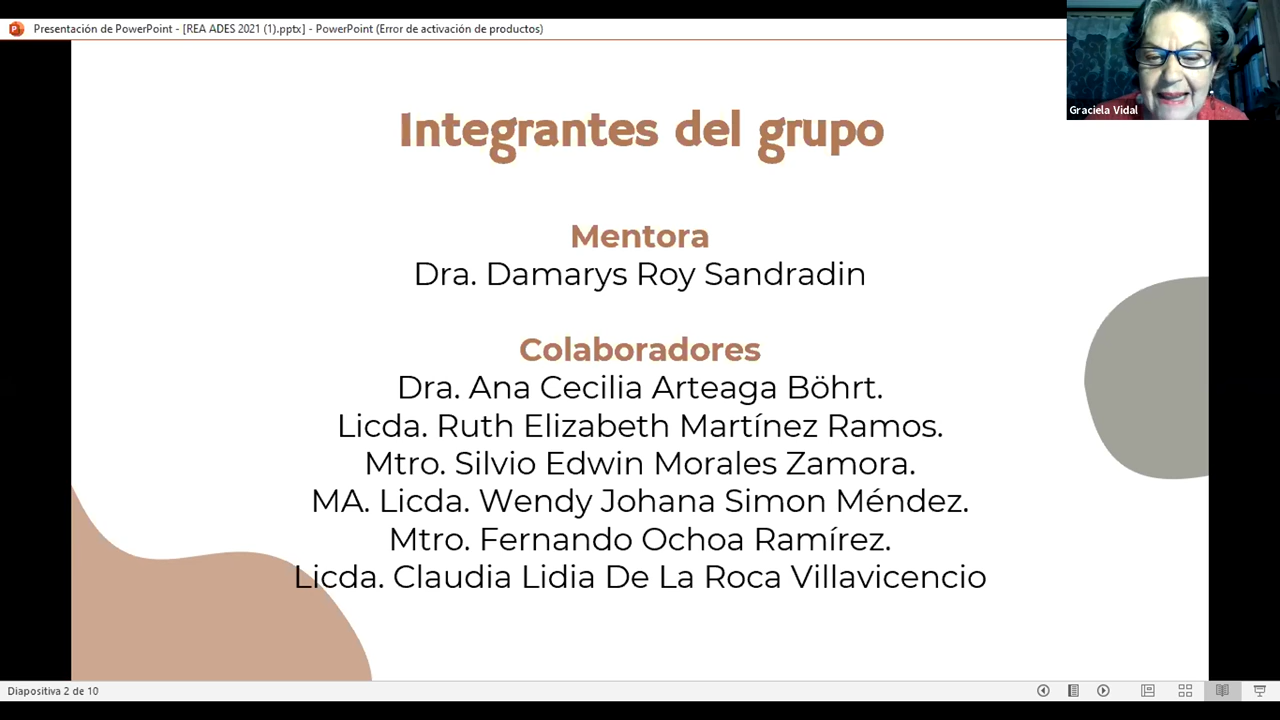 Presentación de PowerPoint - [REA ADES 2021 (1).pptx] - PowerPoint (Error de activación de productos)
Graciela Vidal
Integrantes del grupo
Mentora
Dra. Damarys Roy Sandradin
Colaboradores
Dra. Ana Cecilia Arteaga Böhrt.
Licda. Ruth Elizabeth Martínez Ramos.
Mtro. Silvio Edwin Morales Zamora.
MA. Licda. Wendy Johana Simon Méndez.
Mtro. Fernando Ochoa Ramírez.
Licda. Claudia Lidia De La Roca Villavicencio
Diapositiva 2 de 10